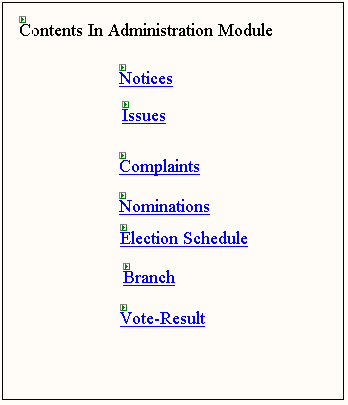 Contents In Administration Module
Notices
Issues
Complaints
Nominations
Election Schedule
Branch
Vote-Result